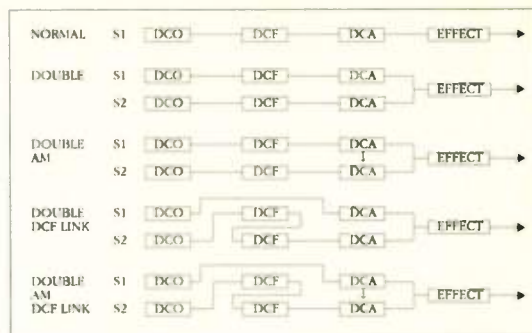 NORMAL S1 DCO DCF DCA EFFECT
DOUBLE S1 DCO DCF DCA
EFFECT
S2 DCO DCF DCA
DOUBLE AM S1 DCO DCF DCA
I EFFECT
S2 DCO DCF DCA
DOUBLE DCF LINK S1 DCO DCF DCA
EFFECT
S2 DCO DCF DCA
DOUBLE AM DCF LINK S1 DCO DCF DCA
I EFFECT
S2 DCO DCF DCA